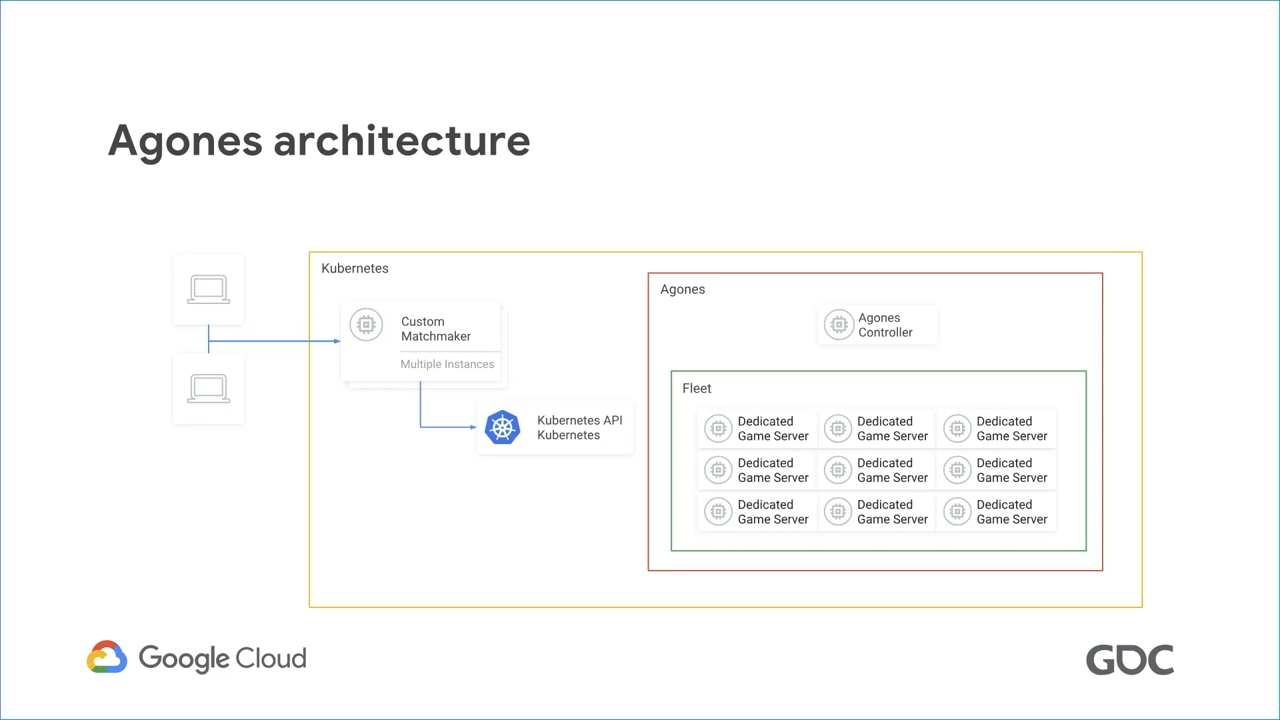 Agones architecture
Kubernetes
Custom
Matchmaker
Multiple Instances
Kubernetes API
Kubernetes
Agones
Agones
Controller
Fleet
Dedicated
Game Server
Dedicated
Game Server
Dedicated
Game Server
Dedicated
Game Server
Dedicated
Game Server
Dedicated
Game Server
Dedicated
Game Server
Dedicated
Game Server
Dedicated
Game Server
Google Cloud
GDC